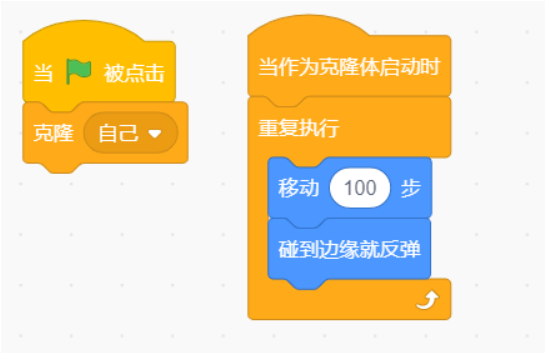 当 被点击
克隆 自己
当作为克隆体启动时
重复执行
移动 100 步
碰到边缘就反弹